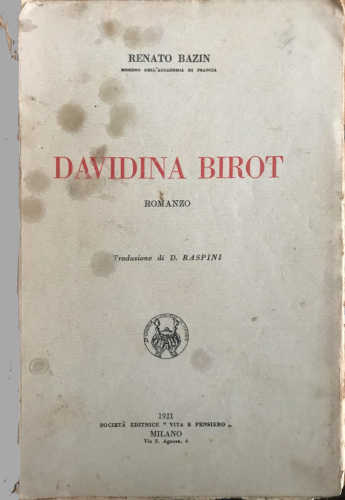 RENATO BAZIN
MEMBRO DELL'ACCADEMIA DI FRANCIA
DAVIDINA BIROT
ROMANZO
Traduzione di D. RASPINI
1921
SOCIETÀ EDITRICE " VITA E PENSIERO „
MILANO
Via S. Agnese, 4